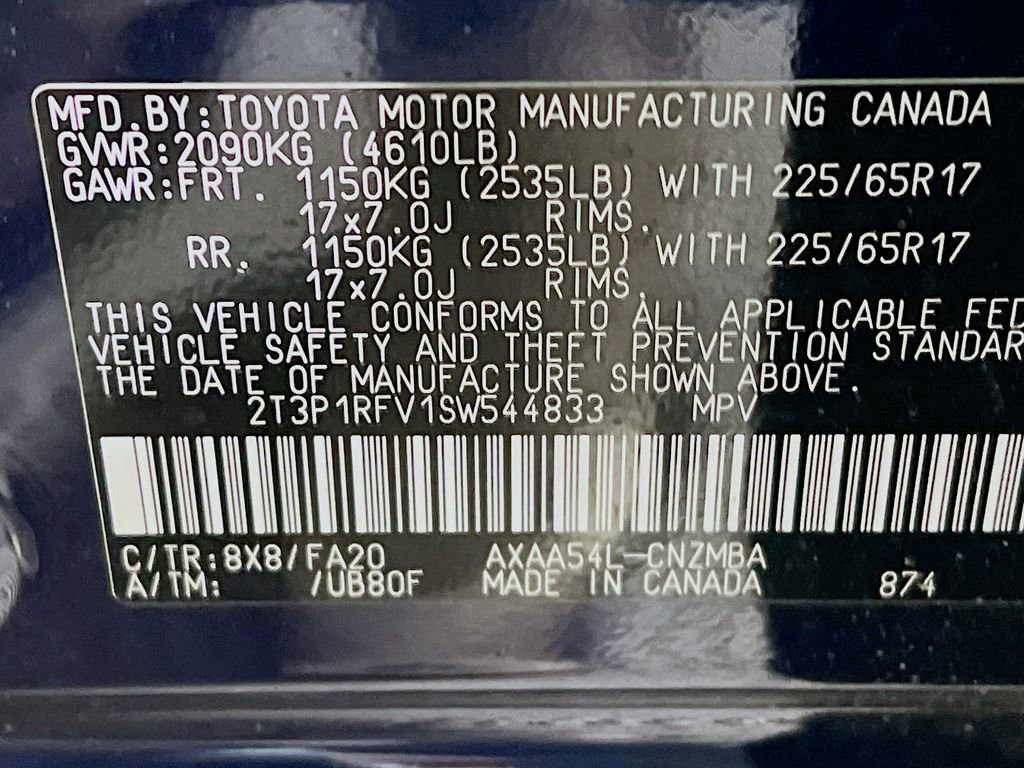 MFD.BY:TOYOTA MOTOR MANUFACTURING CANADA
GVWR:2090KG (4610LB)
GAWR:FRT. 1150KG (2535LB) WITH 225/65R17
17x7.0J RIMS.
RR. 1150KG (2535LB) WITH 225/65R17
17x7.0J RIMS.
THIS VEHICLE CONFORMS TO ALL APPLICABLE FED
VEHICLE SAFETY AND THEFT PREVENTION STANDAR
THE DATE OF MANUFACTURE SHOWN ABOVE.
2T3P1RFV1SW544833 MPV
C/TR:8X8/FA20 AXAA54L-CNZMBA
A/TM: /UB80F MADE IN CANADA 874